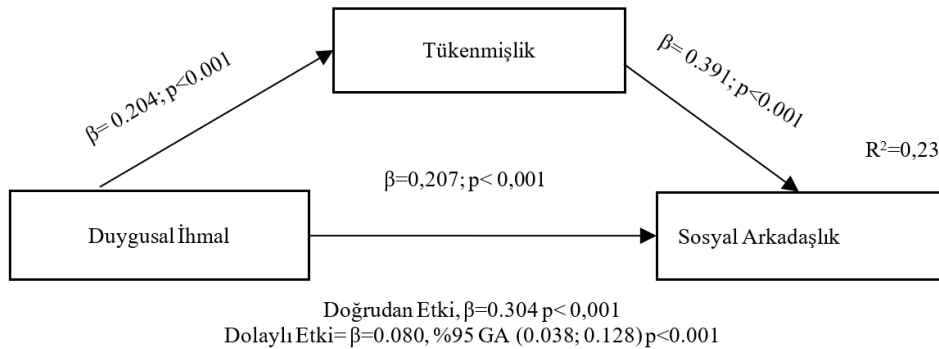 Tükenmişlik
β= 0.204; p<0.001
β= 0.391; p<0.001
R²=0,23
β=0,207; p< 0,001
Duygusal İhmal
Sosyal Arkadaşlık
Doğrudan Etki, β=0.304 p< 0,001
Dolaylı Etki= β=0.080, %95 GA (0.038; 0.128) p<0.001